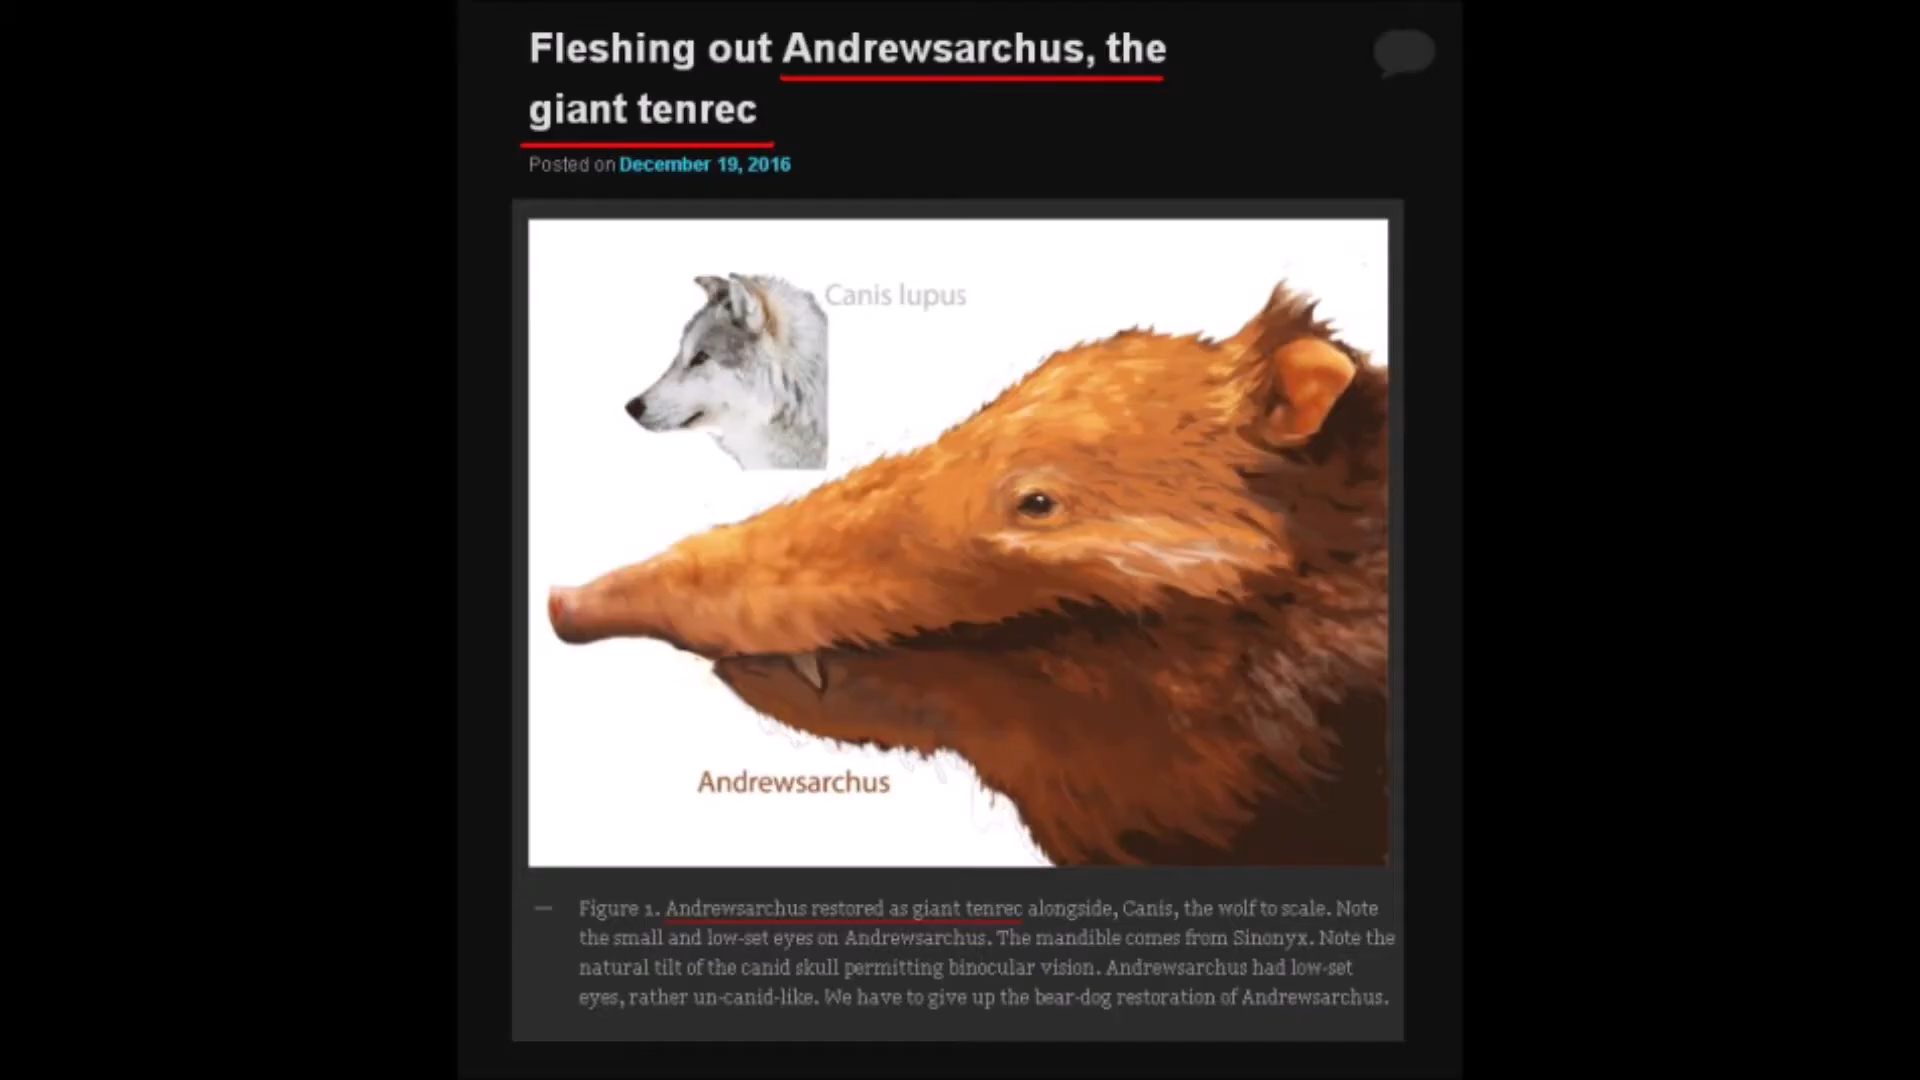 Fleshing out Andrewsarchus, the
giant tenrec
Posted on December 19, 2016
Canis lupus
Andrewsarchus
Figure 1. Andrewsarchus restored as giant tenrec alongside, Canis, the wolf to scale. Note
the small and low-set eyes on Andrewsarchus. The mandible comes from Sinonyx. Note the
natural tilt of the canid skull permitting binocular vision. Andrewsarchus had low-set
eyes, rather un-canid-like. We have to give up the bear-dog restoration of Andrewsarchus.